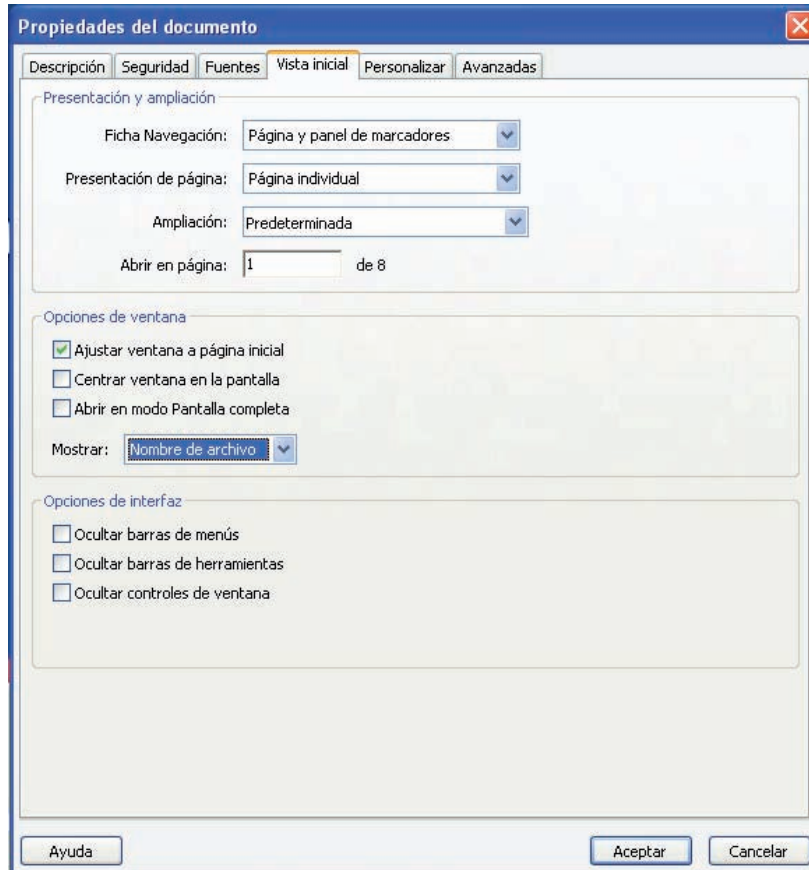 Propiedades del documento
Descripción Seguridad Fuentes Vista inicial Personalizar Avanzadas
Presentación y ampliación
Ficha Navegación: Página y panel de marcadores
Presentación de página: Página individual
Ampliación: Predeterminada
Abrir en página: 1 de 8
Opciones de ventana
Ajustar ventana a página inicial
Centrar ventana en la pantalla
Abrir en modo Pantalla completa
Mostrar: Nombre de archivo
Opciones de interfaz
Ocultar barras de menús
Ocultar barras de herramientas
Ocultar controles de ventana
Ayuda Aceptar Cancelar